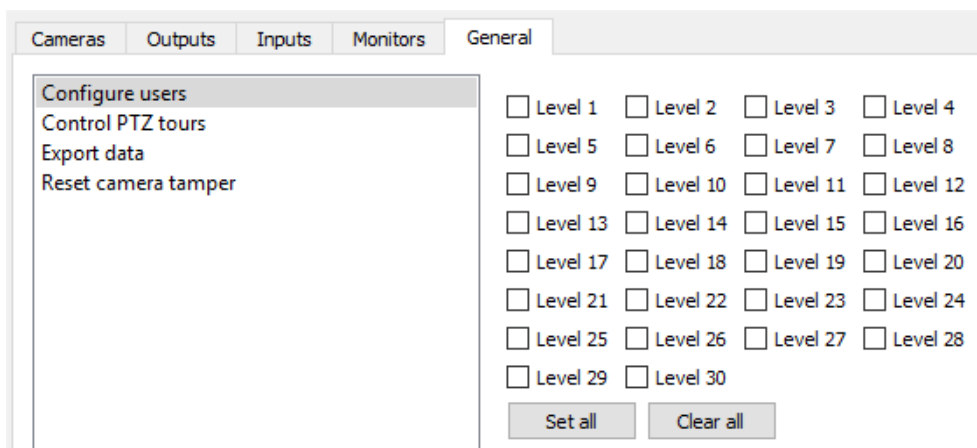 Cameras Outputs Inputs Monitors General
Configure users
Control PTZ tours
Export data
Reset camera tamper
Level 1 Level 2 Level 3 Level 4
Level 5 Level 6 Level 7 Level 8
Level 9 Level 10 Level 11 Level 12
Level 13 Level 14 Level 15 Level 16
Level 17 Level 18 Level 19 Level 20
Level 21 Level 22 Level 23 Level 24
Level 25 Level 26 Level 27 Level 28
Level 29 Level 30
Set all Clear all